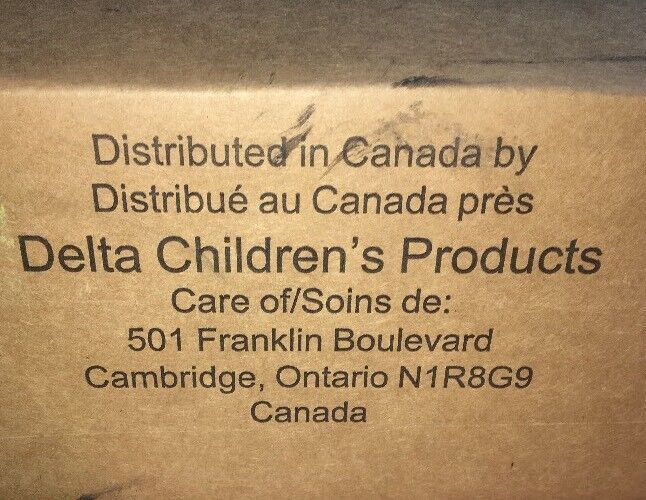 Distributed in Canada by
Distribué au Canada près
Delta Children's Products
Care of/Soins de:
501 Franklin Boulevard
Cambridge, Ontario N1R8G9
Canada